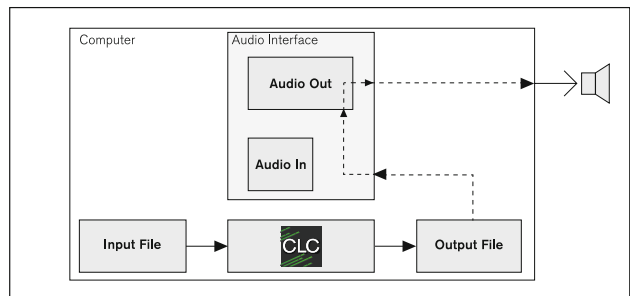 Computer
Audio Interface
Audio Out
Audio In
Input File
CLC
Output File